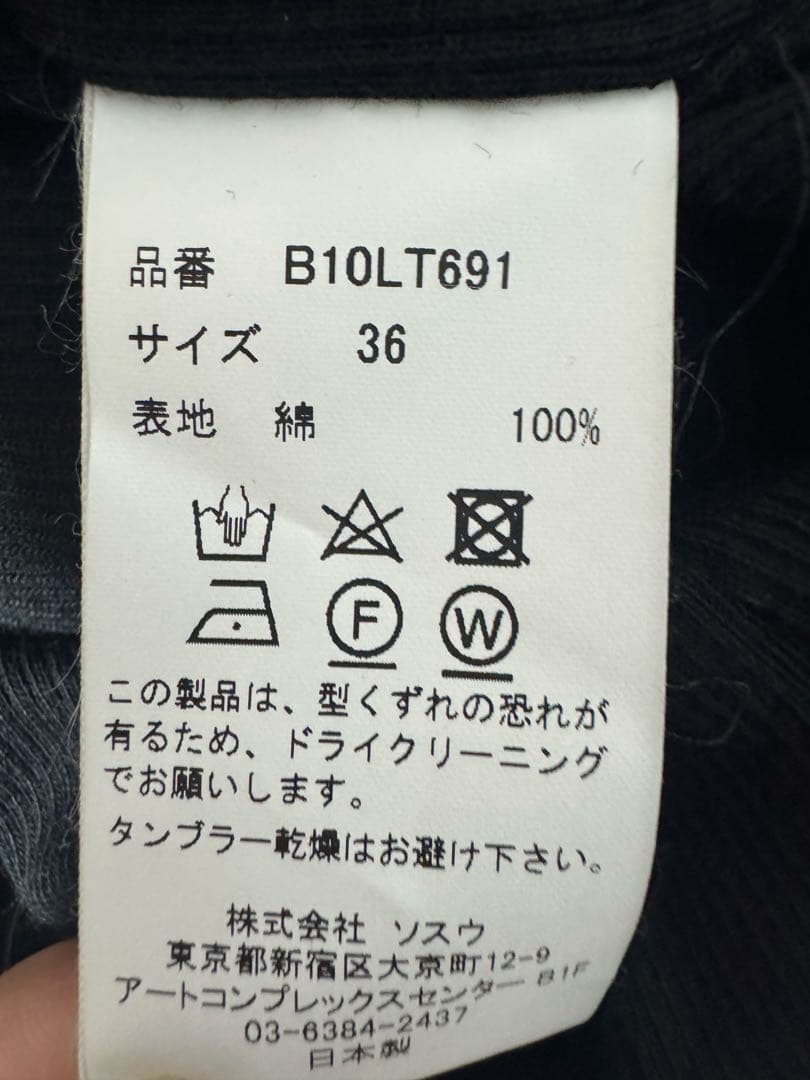 品番 B10LT691
サイズ 36
表地 綿 100%
F W
この製品は、型くずれの恐れが
有るため、ドライクリーニング
でお願いします。
タンブラー乾燥はお避け下さい。
株式会社 ソスウ
東京都新宿区大京町12-9
アートコンプレックスセンター B1F
03-6384-2437
日本製